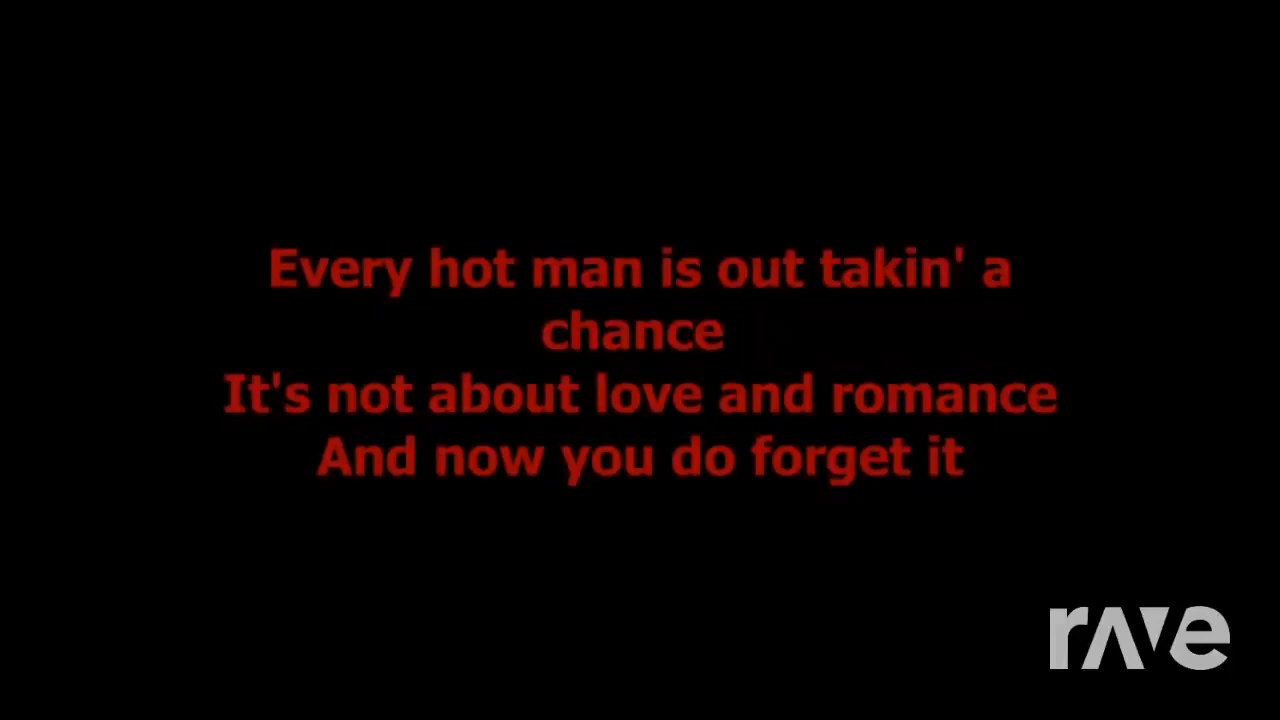 Every hot man is out takin' a
chance
It's not about love and romance
And now you do forget it
rave